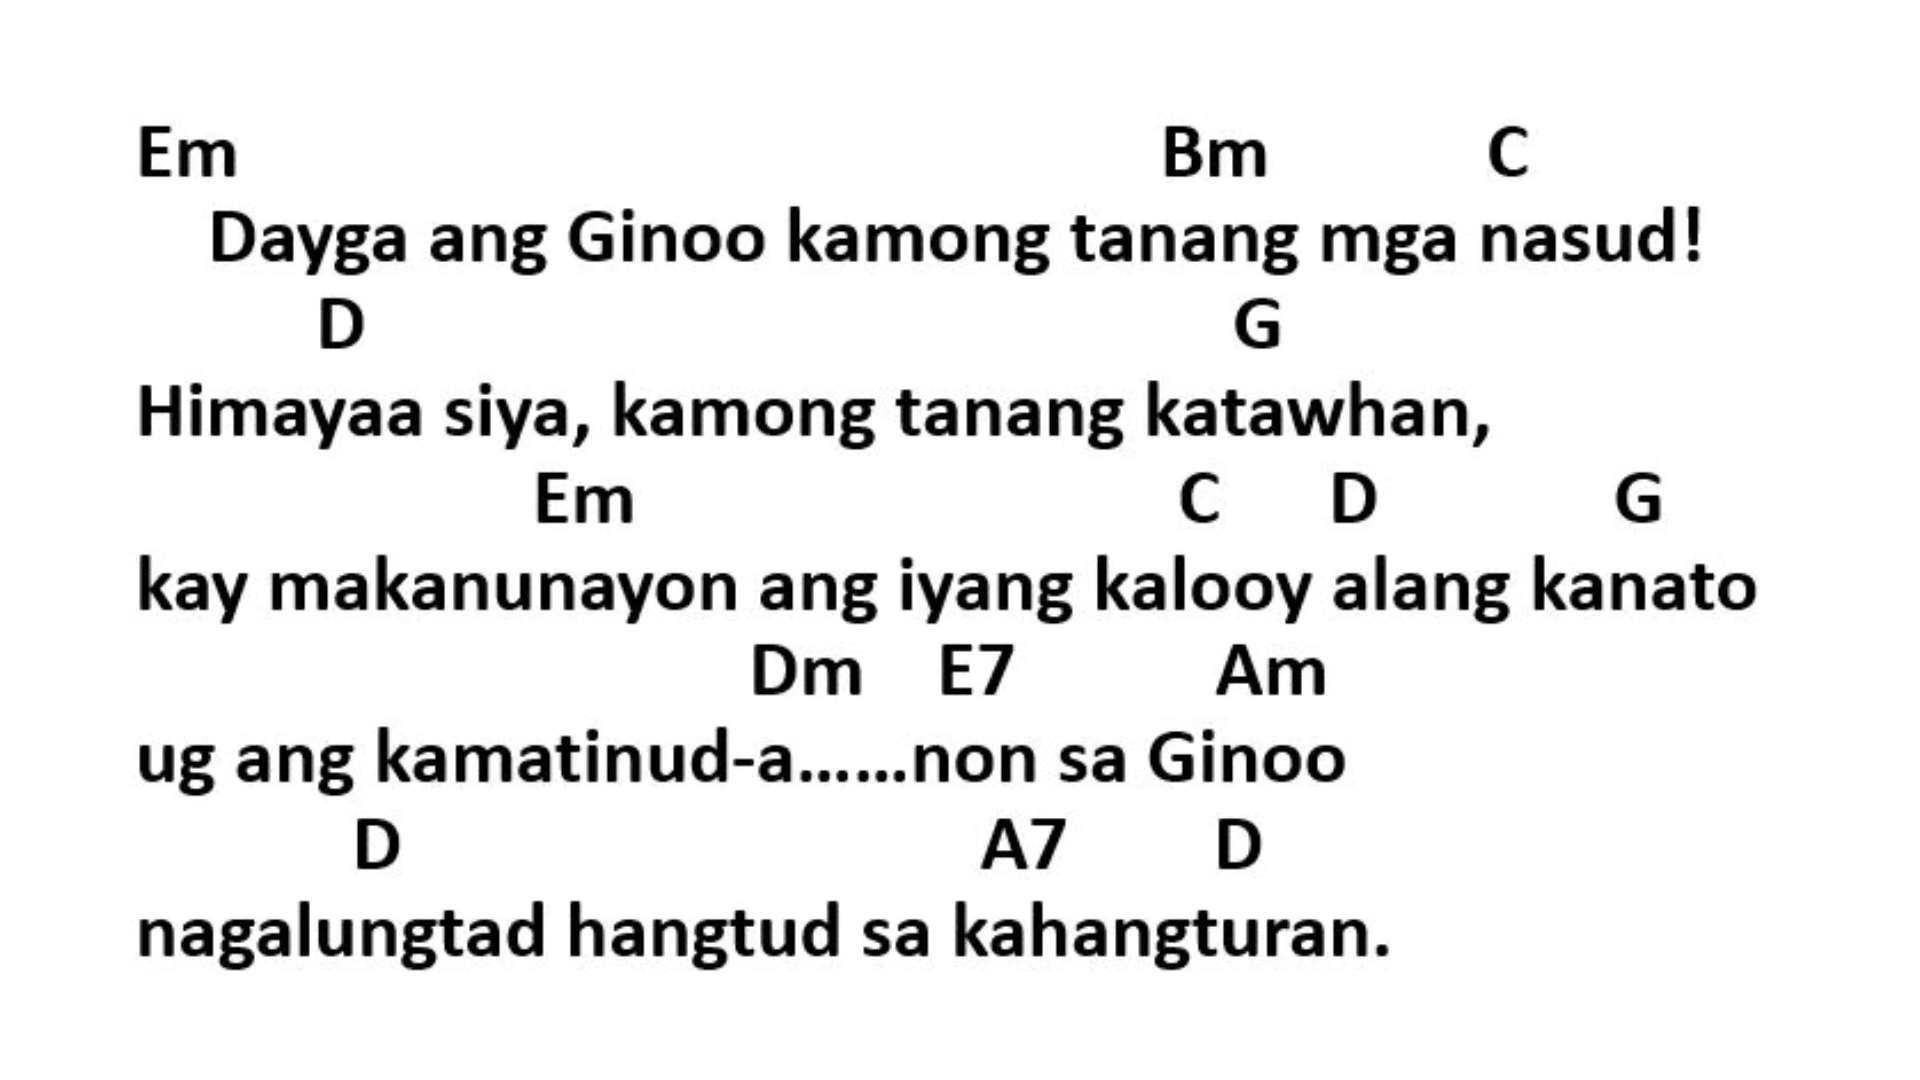 Em Bm C
Dayga ang Ginoo kamong tanang mga nasud!
D G
Himayaa siya, kamong tanang katawhan,
Em C D G
kay makanunayon ang iyang kalooy alang kanato
Dm E7 Am
ug ang kamatinud-a......non sa Ginoo
D A7 D
nagalungtad hangtud sa kahangturan.